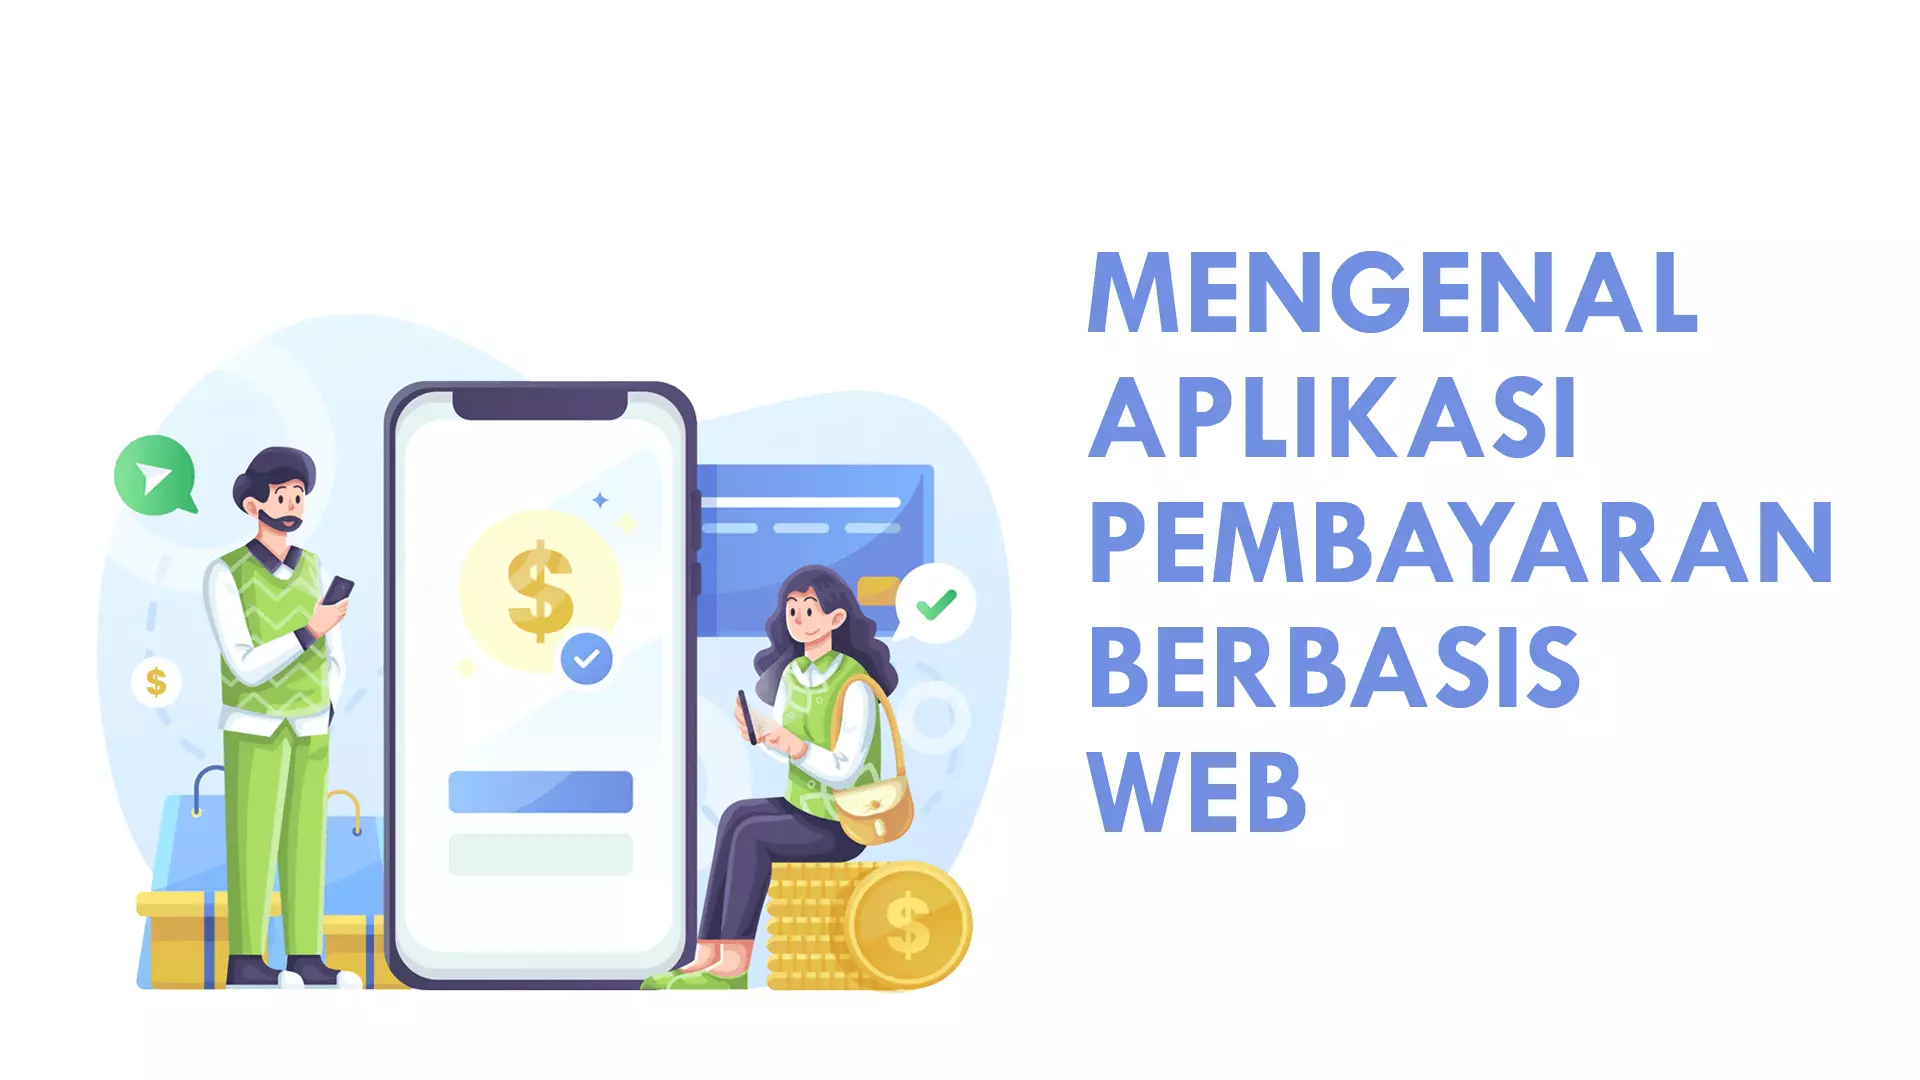 MENGENAL
APLIKASI
PEMBAYARAN
BERBASIS
WEB
$
$
$